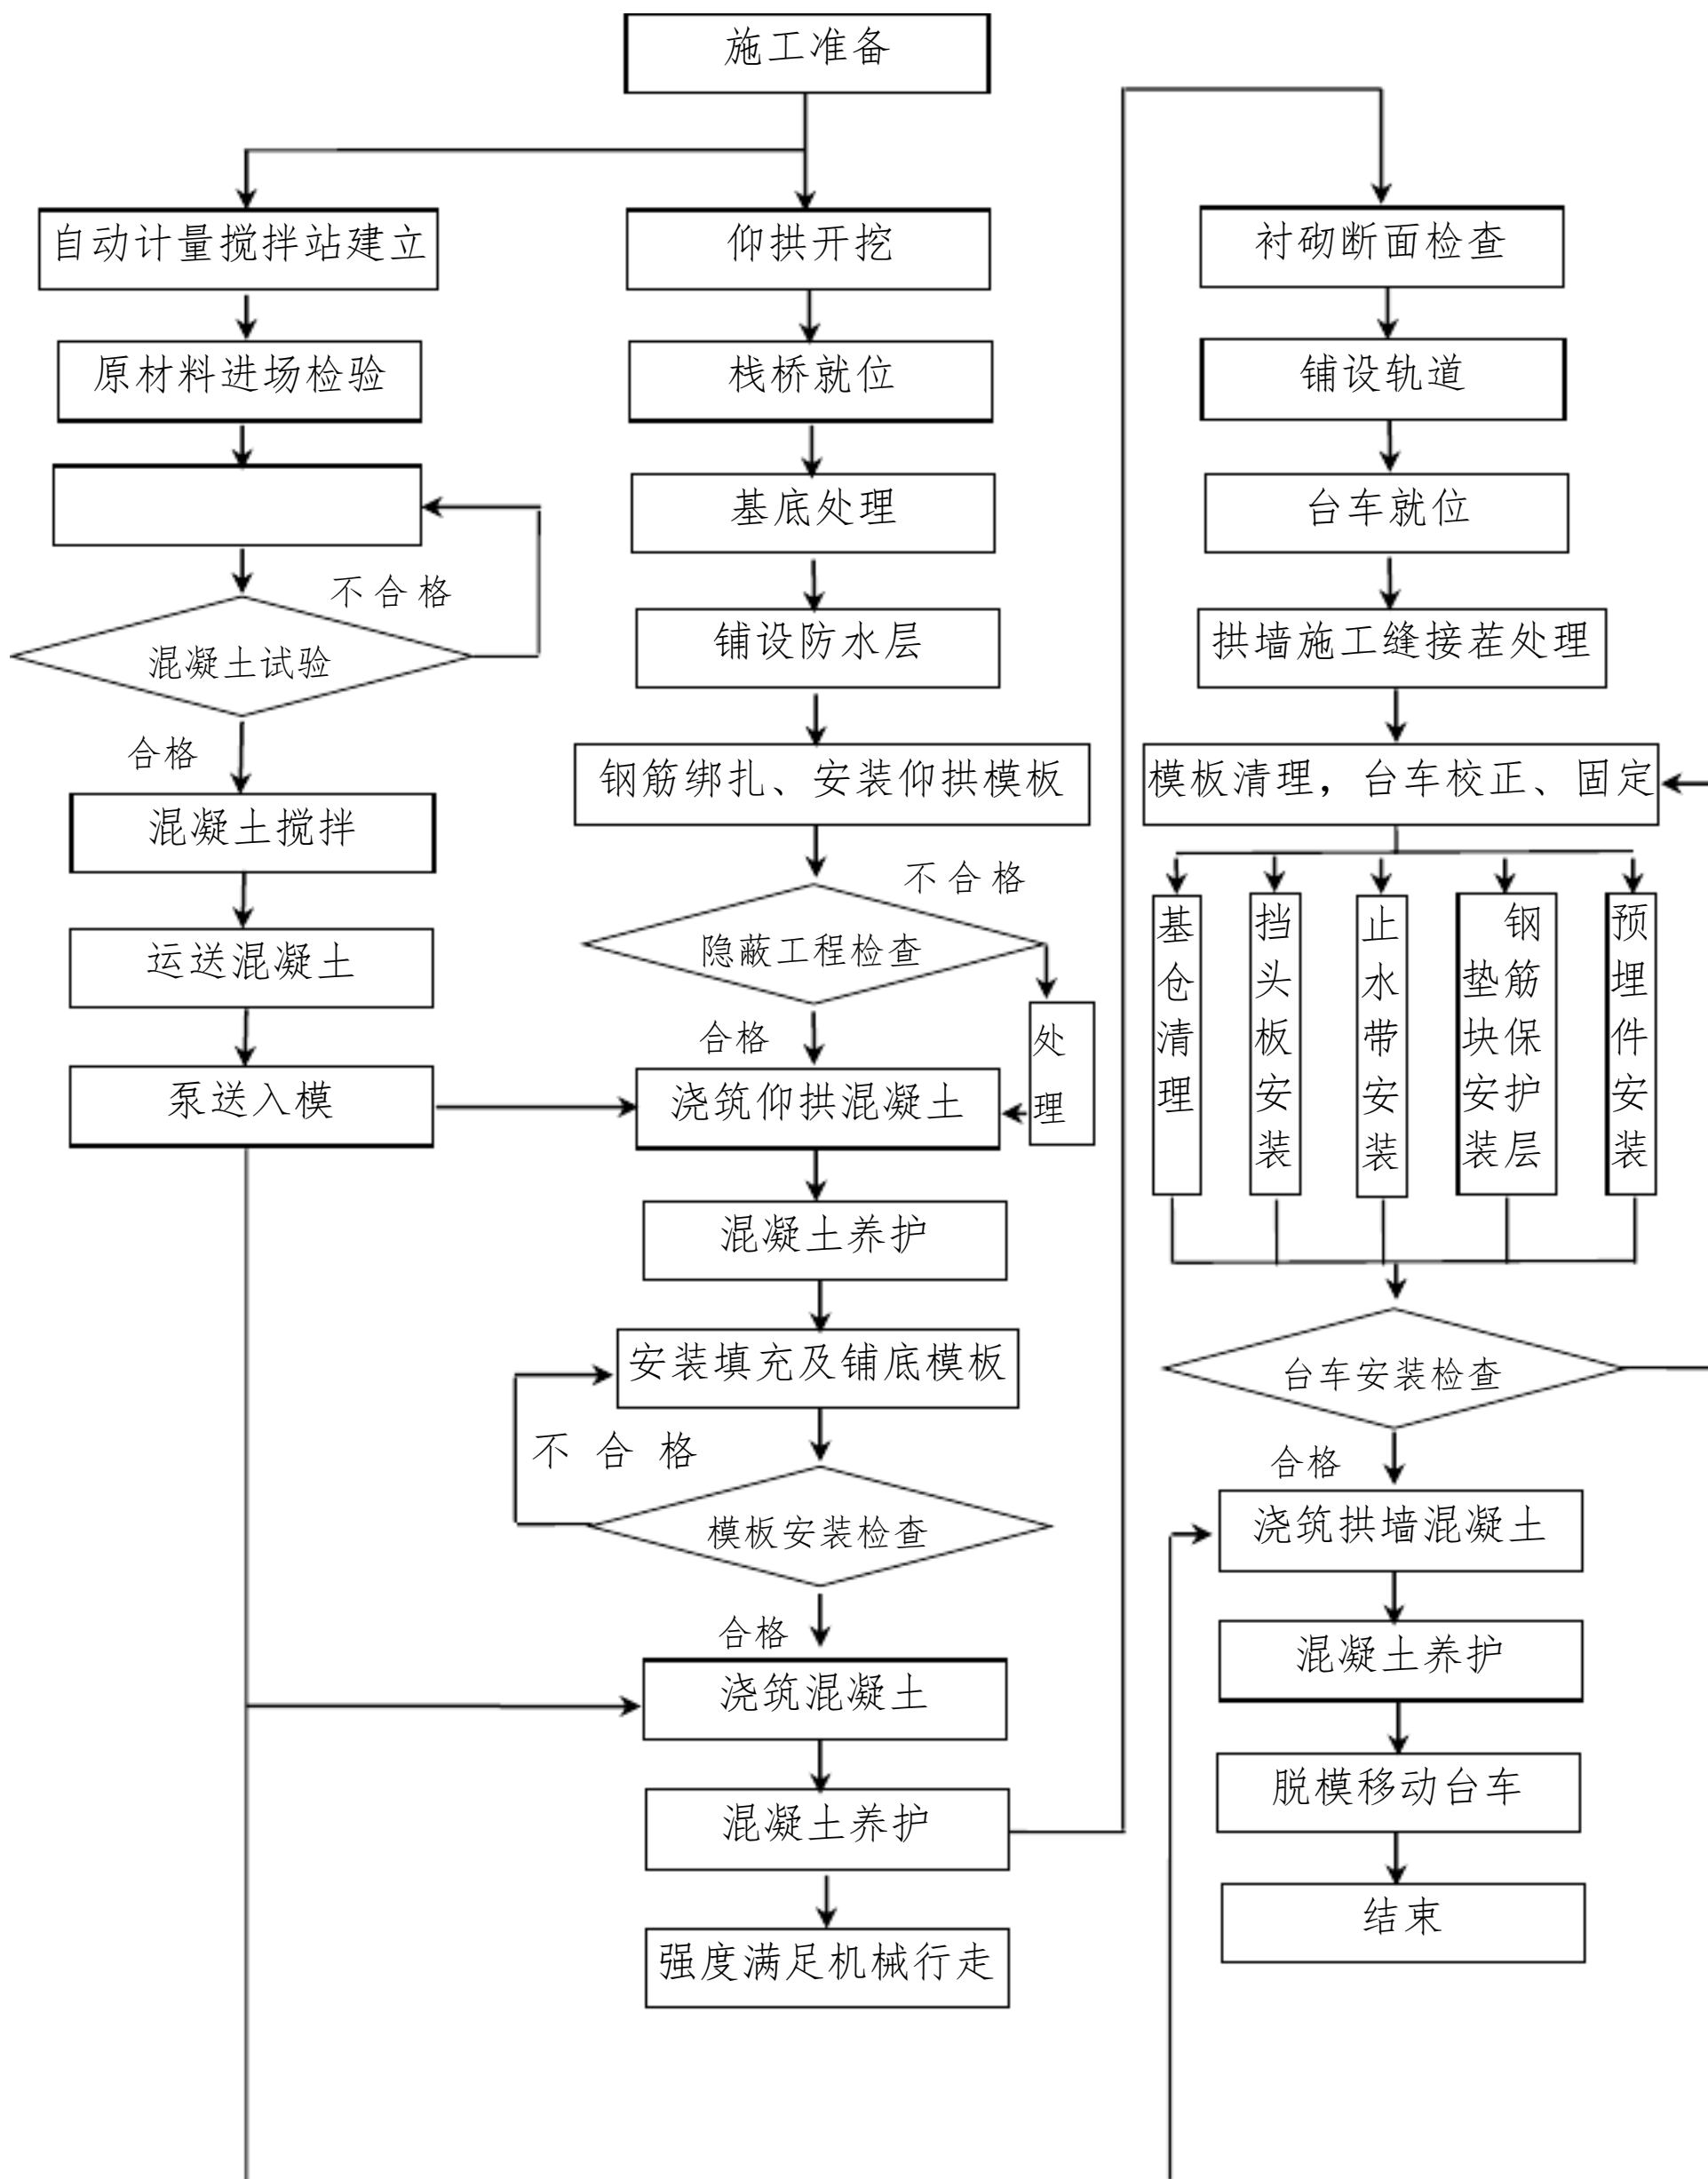 施工准备
自动计量搅拌站建立
原材料进场检验
不合格
混凝土试验
合格
混凝土搅拌
运送混凝土
泵送入模
仰拱开挖
栈桥就位
基底处理
铺设防水层
钢筋绑扎、安装仰拱模板
不合格
隐蔽工程检查
合格
处理
浇筑仰拱混凝土
混凝土养护
安装填充及铺底模板
不合格
模板安装检查
合格
浇筑混凝土
混凝土养护
强度满足机械行走
衬砌断面检查
铺设轨道
台车就位
拱墙施工缝接茬处理
模板清理，台车校正、固定
基仓清理
挡头板安装
止水带安装
钢筋保护层
垫块安装
预埋件安装
台车安装检查
合格
浇筑拱墙混凝土
混凝土养护
脱模移动台车
结束